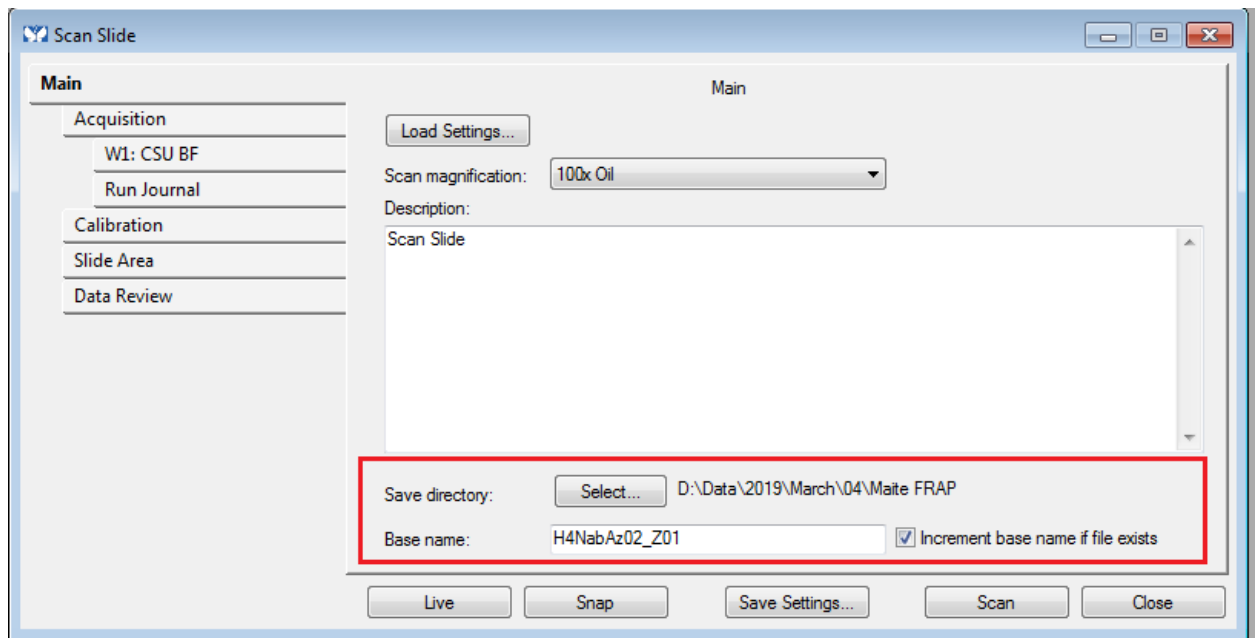 Scan Slide
Main
Acquisition
W1: CSU BF
Run Journal
Calibration
Slide Area
Data Review
Main
Load Settings...
Scan magnification: 100x Oil
Description:
Scan Slide
Save directory: Select... D:\Data\2019\March\04\Maite FRAP
Base name: H4NabAz02_Z01 Increment base name if file exists
Live Snap Save Settings... Scan Close